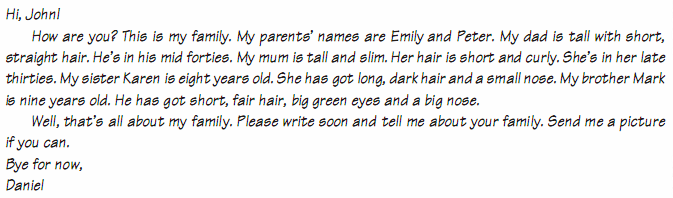 Hi, John!
How are you? This is my family. My parents' names are Emily and Peter. My dad is tall with short,
straight hair. He's in his mid forties. My mum is tall and slim. Her hair is short and curly. She's in her late
thirties. My sister Karen is eight years old. She has got long, dark hair and a small nose. My brother Mark
is nine years old. He has got short, fair hair, big green eyes and a big nose.
Well, that's all about my family. Please write soon and tell me about your family. Send me a picture
if you can.
Bye for now,
Daniel